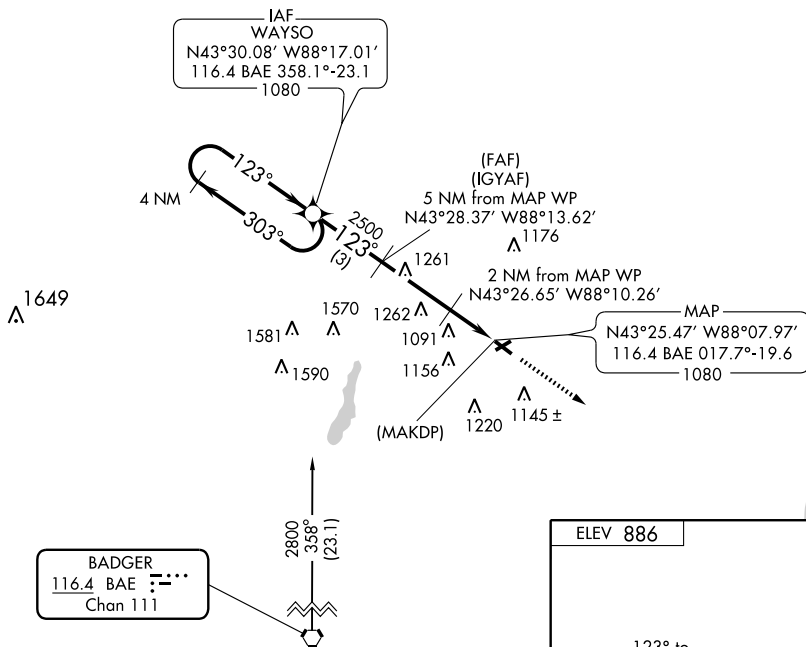 IAF
WAYSO
N43°30.08’ W88°17.01’
116.4 BAE 358.1°-23.1
1080
123°
4 NM
303°
2500
123°
(3)
(FAF)
(IGYAF)
5 NM from MAP WP
N43°28.37’ W88°13.62’
1176
1261
2 NM from MAP WP
N43°26.65’ W88°10.26’
1649
1570
1262
1581
1091
MAP
N43°25.47’ W88°07.97’
116.4 BAE 017.7°-19.6
1080
1590
1156
(MAKDP)
1220
1145 ±
2800
358°
(23.1)
BADGER
116.4 BAE
Chan 111
ELEV 886
123° to